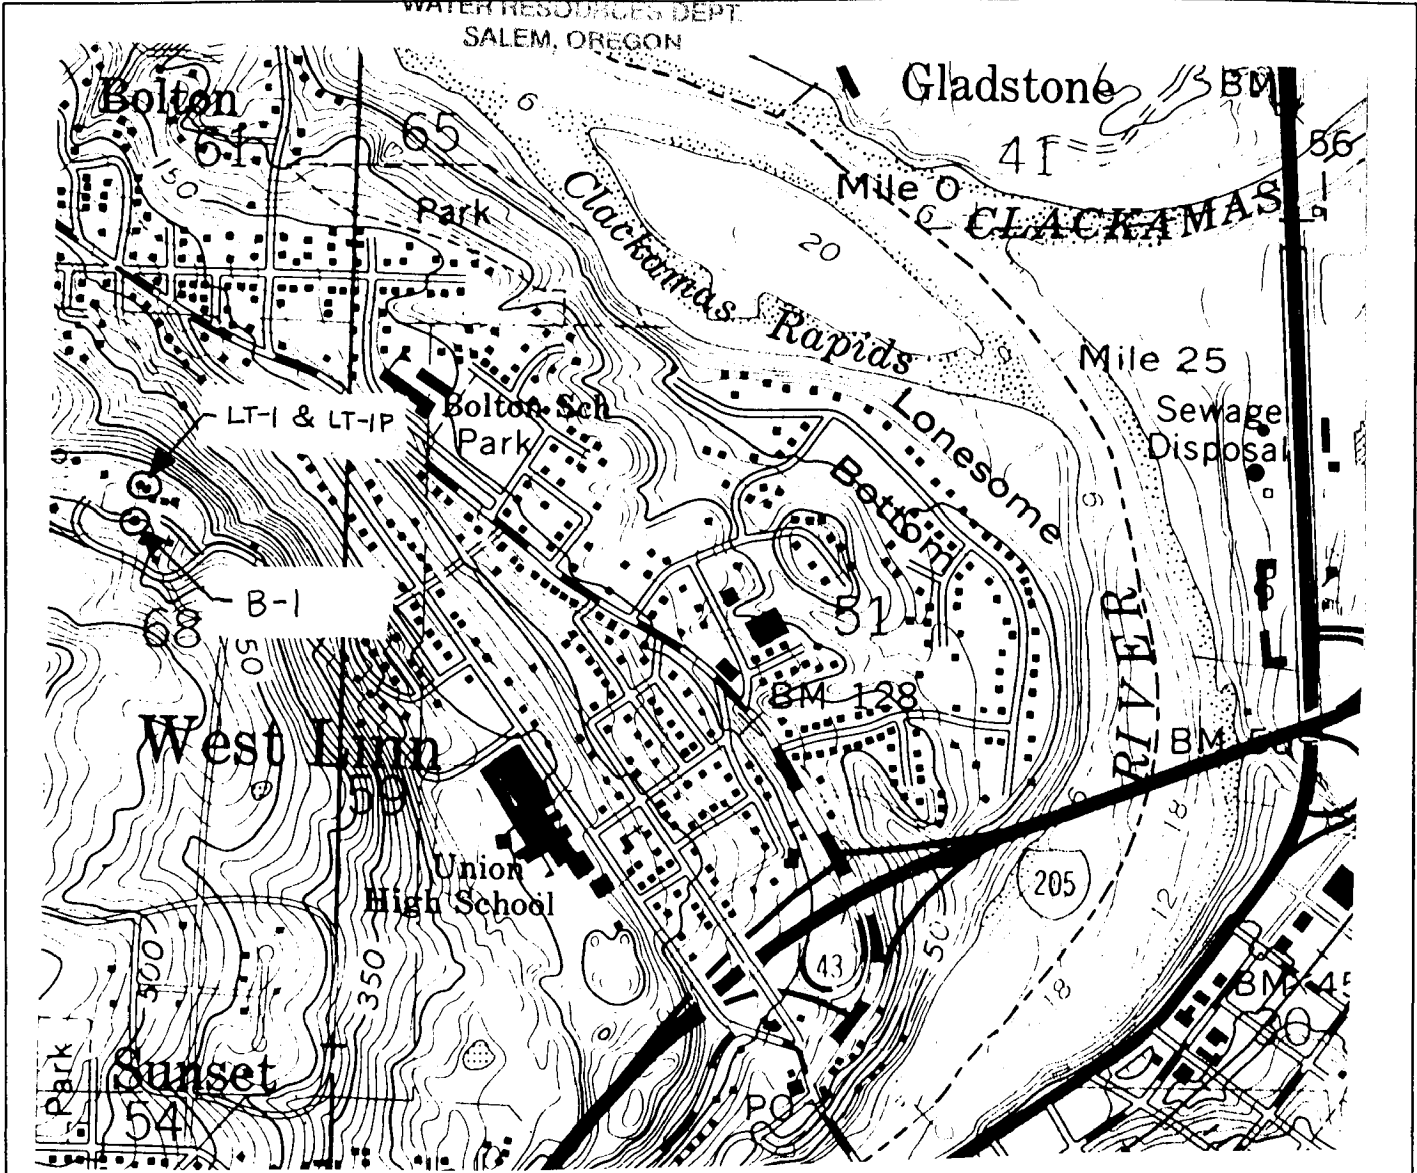 WATER RESOURCES DEPT.
SALEM, OREGON
Bolton
61
65
6
Gladstone
BM
41
56
150
Park
Mile 0
6
CLACKAMAS
20
Clackamas Rapids
Mile 25
LT-1 & LT-1P
Bolton Sch
Park
Sewage
Disposal
Lonesome
Bottom
B-1
68
51
50
RIVER
BM 128
West Linn
BM
59
18
Union
High School
205
12
500
350
43
50
18
BM×45
Park
Sunset
54
PO